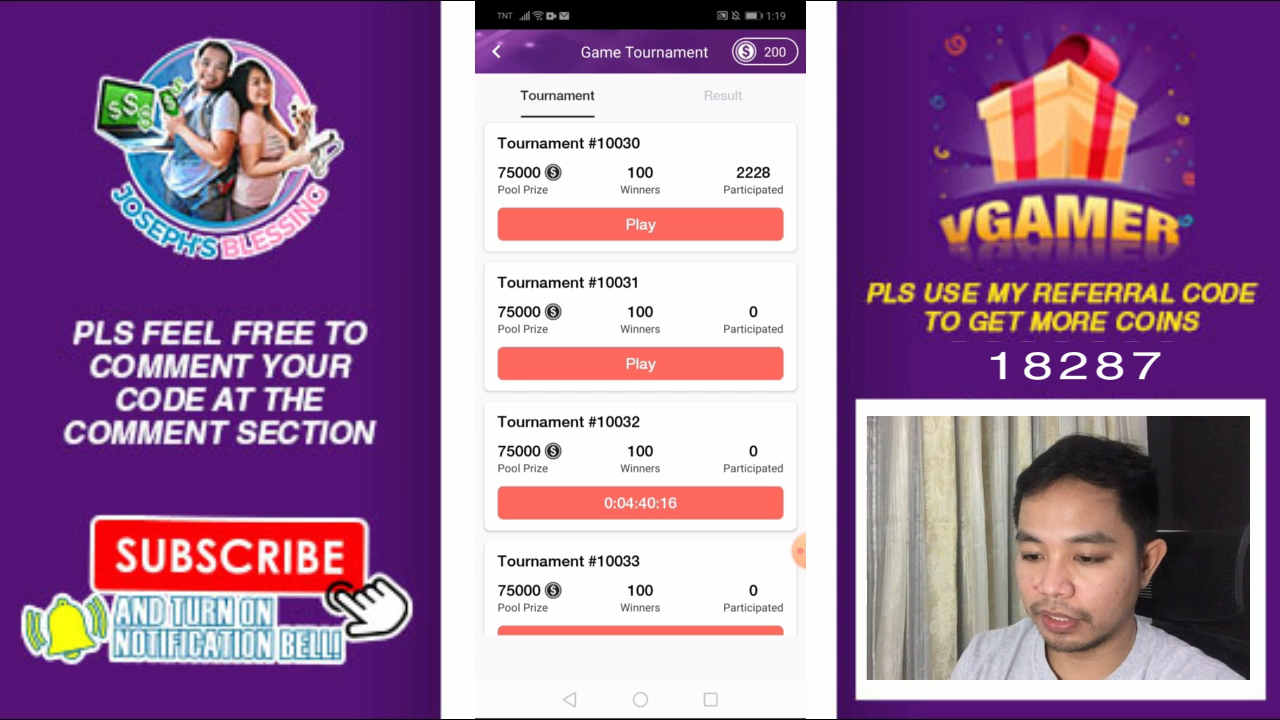 JOSEPH'S BLESSING
PLS FEEL FREE TO
COMMENT YOUR
CODE AT THE
COMMENT SECTION
SUBSCRIBE
AND TURN ON
NOTIFICATION BELL!!
TNT
1:19
Game Tournament
200
Tournament
Result
Tournament #10030
75000
100
2228
Pool Prize
Winners
Participated
Play
Tournament #10031
75000
100
0
Pool Prize
Winners
Participated
Play
Tournament #10032
75000
100
0
Pool Prize
Winners
Participated
0:04:40:16
Tournament #10033
75000
100
0
Pool Prize
Winners
Participated
VGAMER
PLS USE MY REFERRAL CODE
TO GET MORE COINS
18287